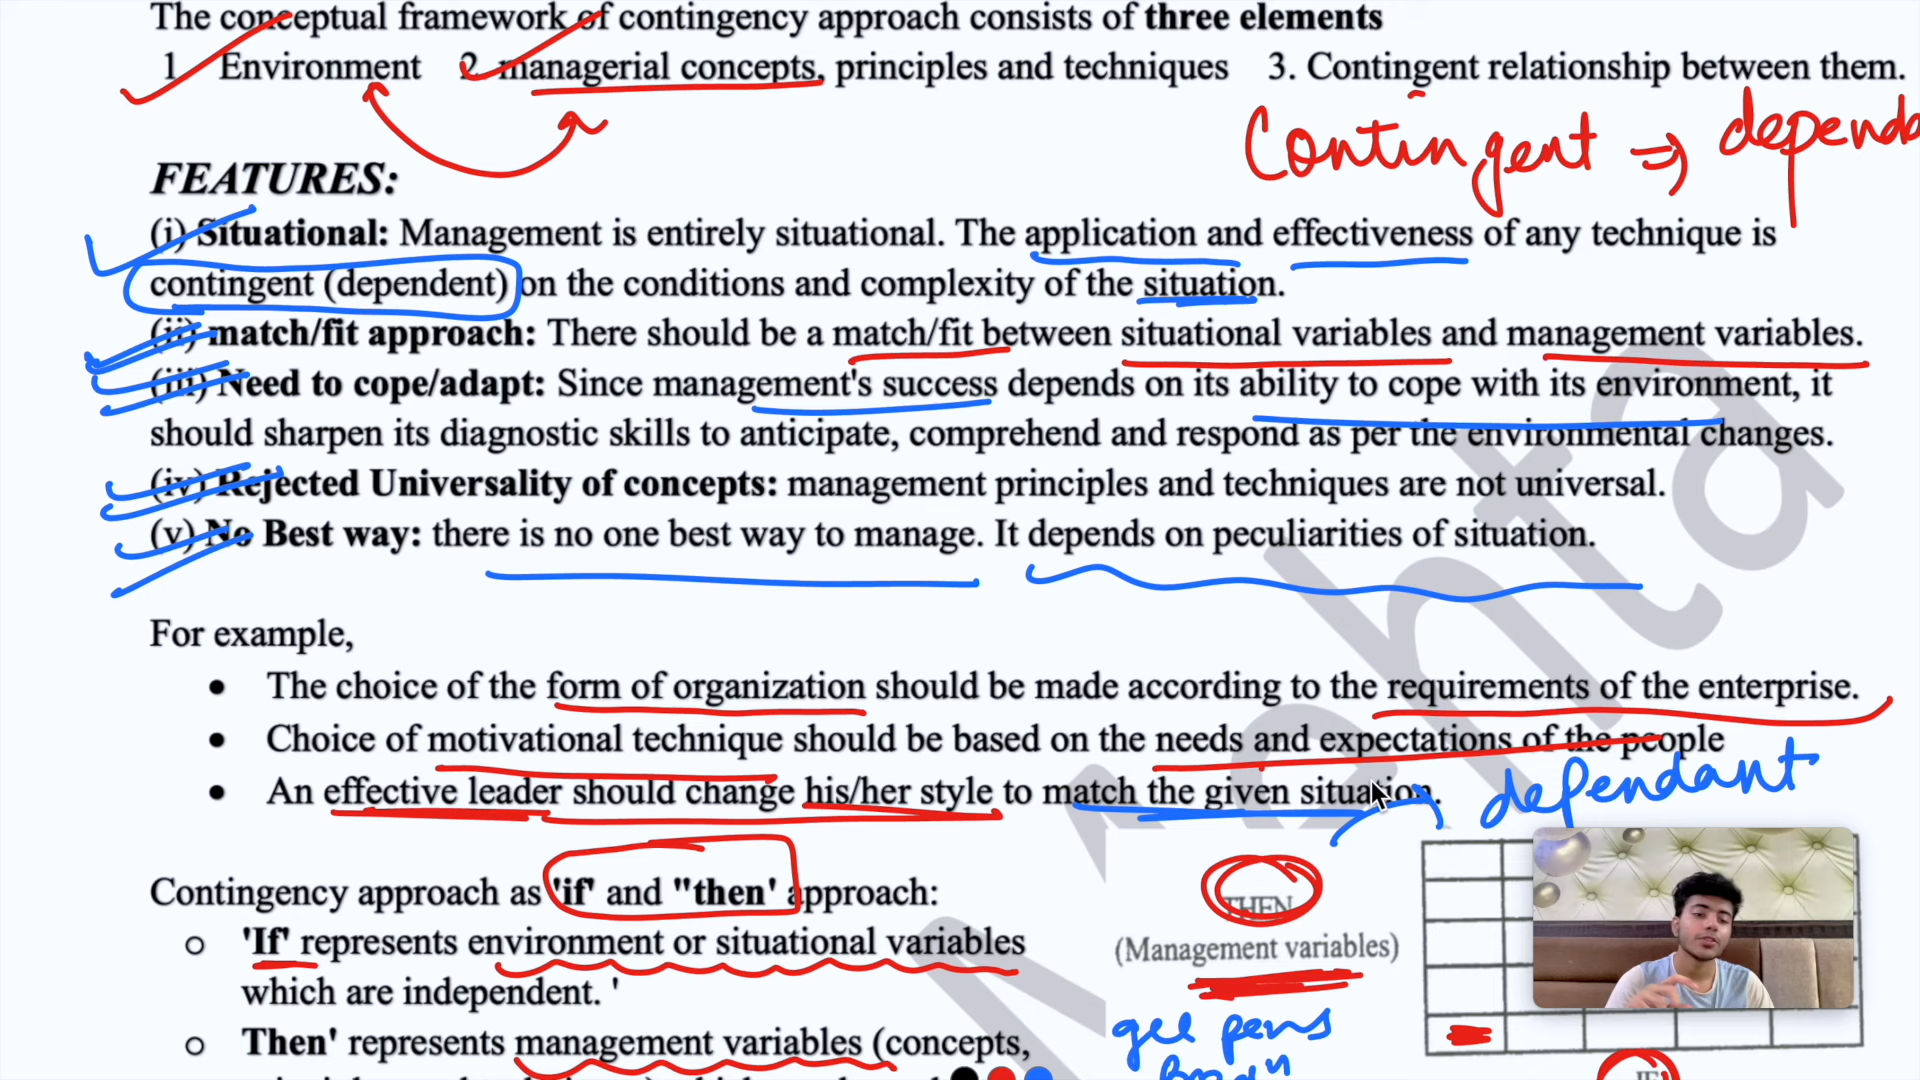 The conceptual framework of contingency approach consists of three elements
1 Environment 2 managerial concepts, principles and techniques 3. Contingent relationship between them.
Contingent ⇒ depend
FEATURES:
(i) Situational: Management is entirely situational. The application and effectiveness of any technique is
contingent (dependent) on the conditions and complexity of the situation.
(ii) match/fit approach: There should be a match/fit between situational variables and management variables.
(iii) Need to cope/adapt: Since management's success depends on its ability to cope with its environment, it
should sharpen its diagnostic skills to anticipate, comprehend and respond as per the environmental changes.
(iv) Rejected Universality of concepts: management principles and techniques are not universal.
(v) No Best way: there is no one best way to manage. It depends on peculiarities of situation.
For example,
• The choice of the form of organization should be made according to the requirements of the enterprise.
• Choice of motivational technique should be based on the needs and expectations of the people
• An effective leader should change his/her style to match the given situation.
dependant
Contingency approach as 'if' and "then' approach:
THEN
o 'If' represents environment or situational variables
(Management variables)
which are independent. '
gel pens
o Then' represents management variables (concepts,
IF